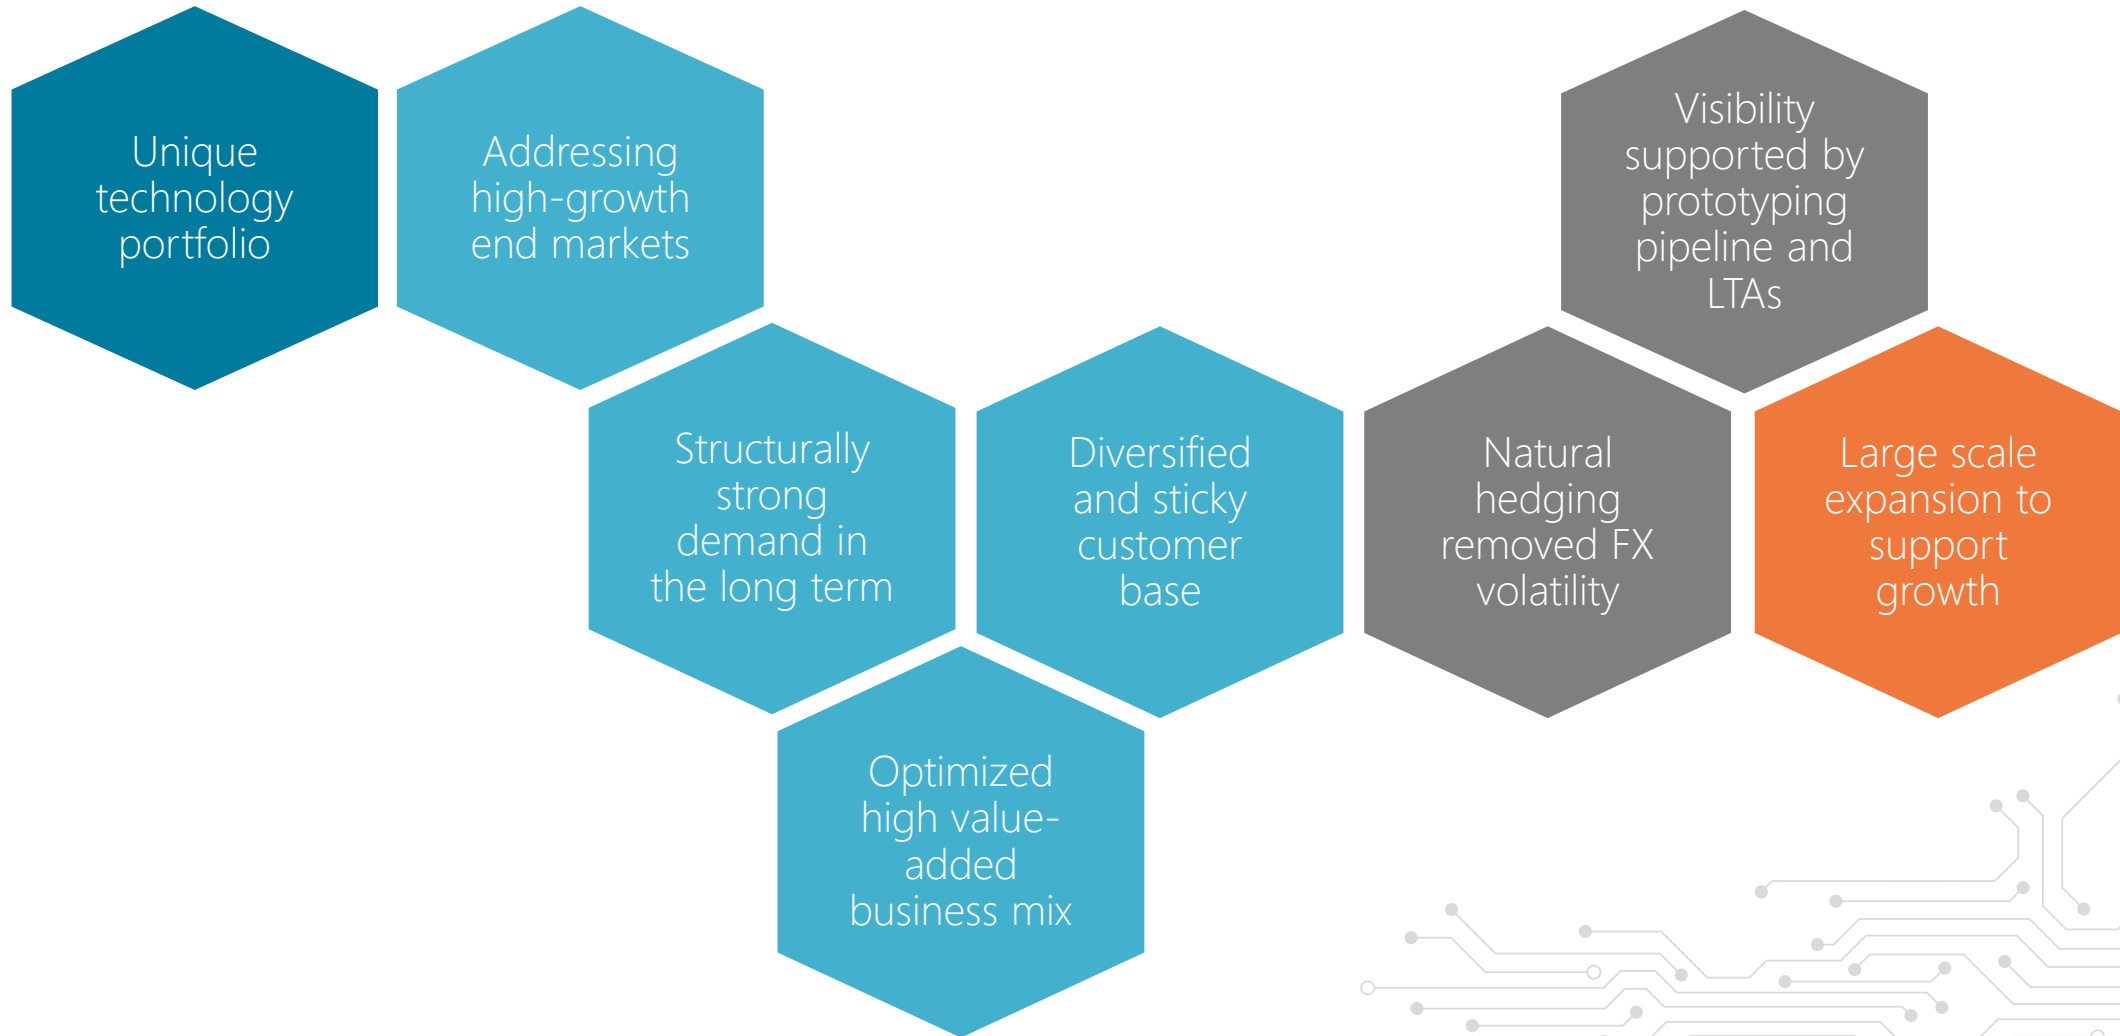 Unique
technology
portfolio
Addressing
high-growth
end markets
Structurally
strong
demand in
the long term
Optimized
high value-
added
business mix
Diversified
and sticky
customer
base
Natural
hedging
removed FX
volatility
Visibility
supported by
prototyping
pipeline and
LTAs
Large scale
expansion to
support
growth